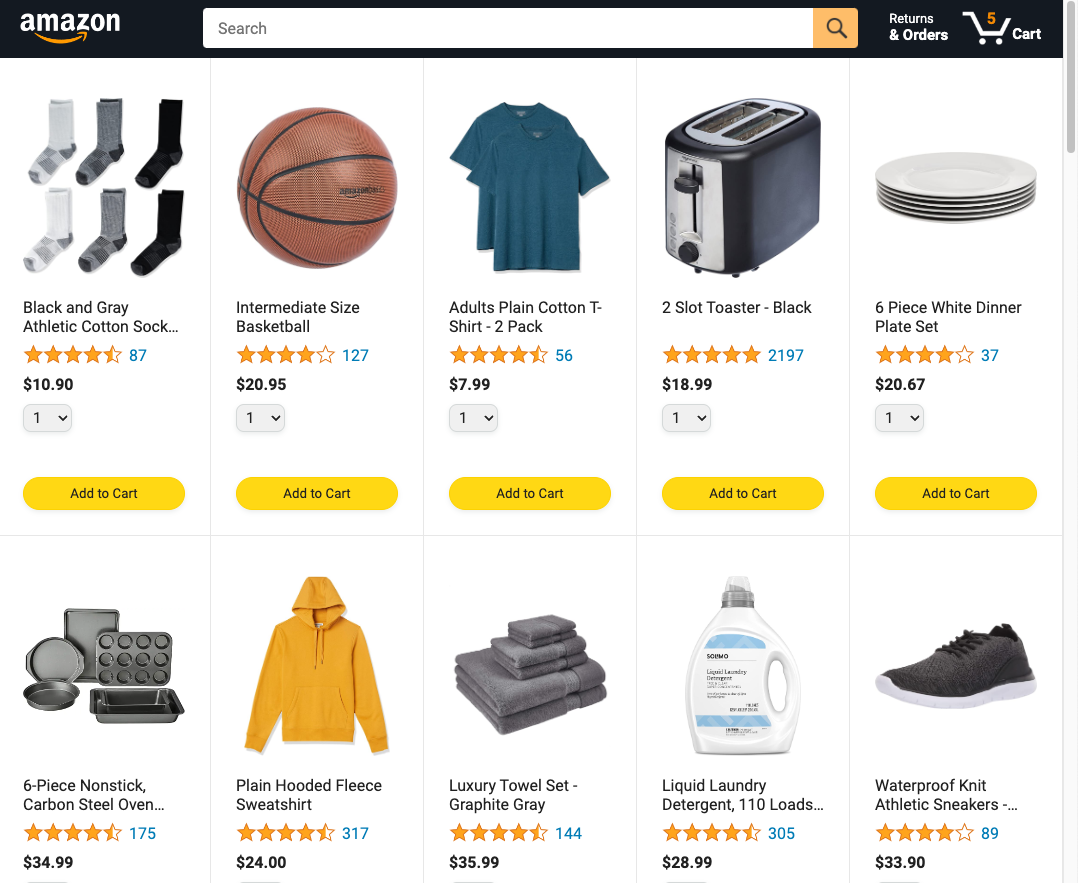 amazon
Search
Returns
& Orders
5
Cart
Black and Gray
Athletic Cotton Sock...
87
$10.90
1
Add to Cart
Intermediate Size
Basketball
127
$20.95
1
Add to Cart
Adults Plain Cotton T-
Shirt - 2 Pack
56
$7.99
1
Add to Cart
2 Slot Toaster - Black
2197
$18.99
1
Add to Cart
6 Piece White Dinner
Plate Set
37
$20.67
1
Add to Cart
6-Piece Nonstick,
Carbon Steel Oven...
175
$34.99
Plain Hooded Fleece
Sweatshirt
317
$24.00
Luxury Towel Set -
Graphite Gray
144
$35.99
SOLIMO
Liquid Laundry
Detergent
Liquid Laundry
Detergent, 110 Loads...
305
$28.99
Waterproof Knit
Athletic Sneakers -...
89
$33.90